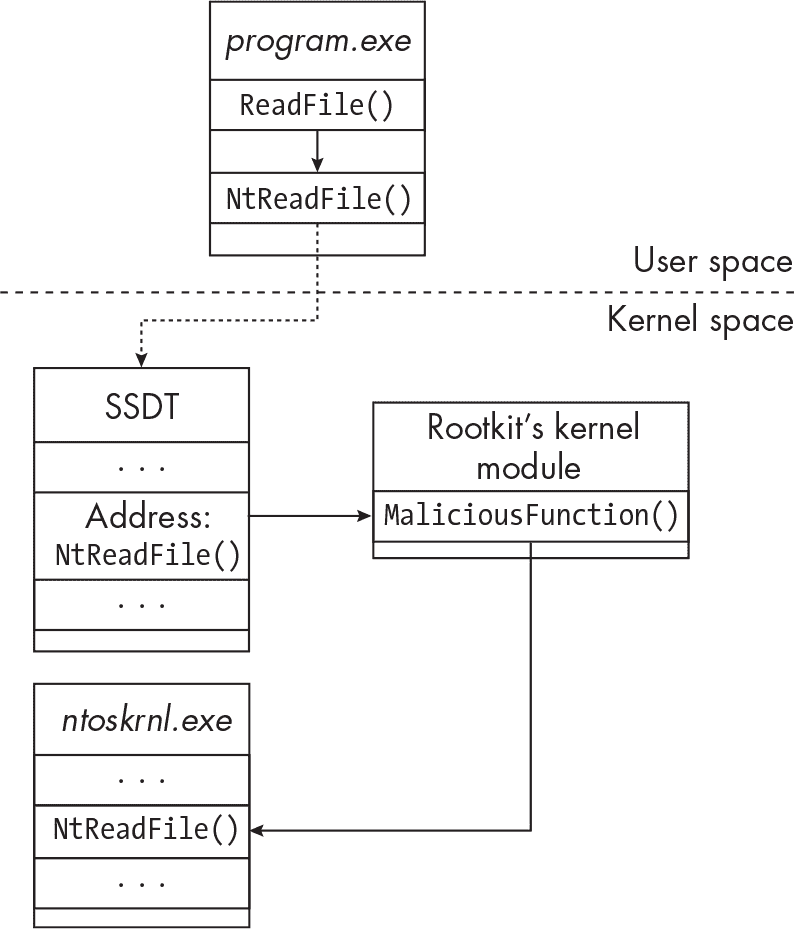 program.exe
ReadFile()
NtReadFile()
User space
Kernel space
SSDT
. . .
Address:
NtReadFile()
. . .
Rootkit’s kernel
module
MaliciousFunction()
ntoskrnl.exe
. . .
NtReadFile()
. . .